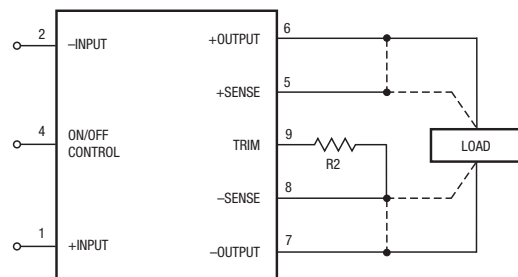 2
–INPUT
+OUTPUT
6
+SENSE
5
4
ON/OFF
CONTROL
TRIM
9
R2
LOAD
–SENSE
8
1
+INPUT
–OUTPUT
7